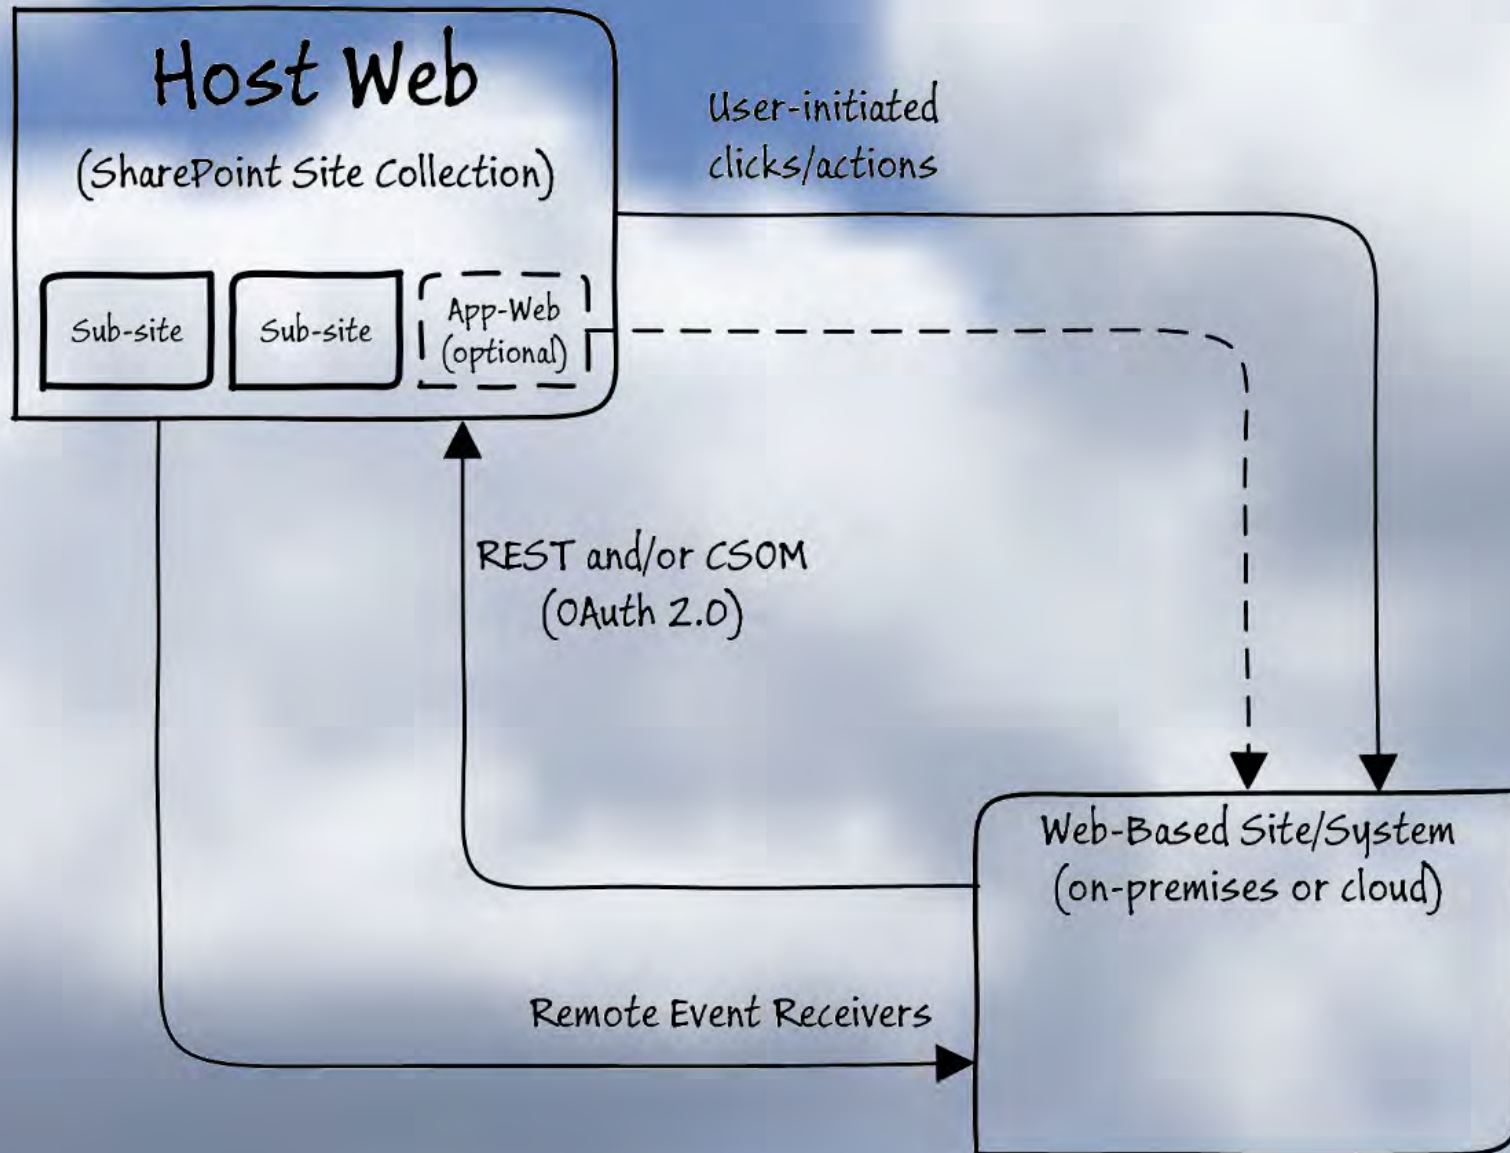 Host Web
(SharePoint Site Collection)
User-initiated
clicks/actions
Sub-site
Sub-site
App-Web
(optional)
REST and/or CSOM
(OAuth 2.0)
Web-Based Site/System
(on-premises or cloud)
Remote Event Receivers